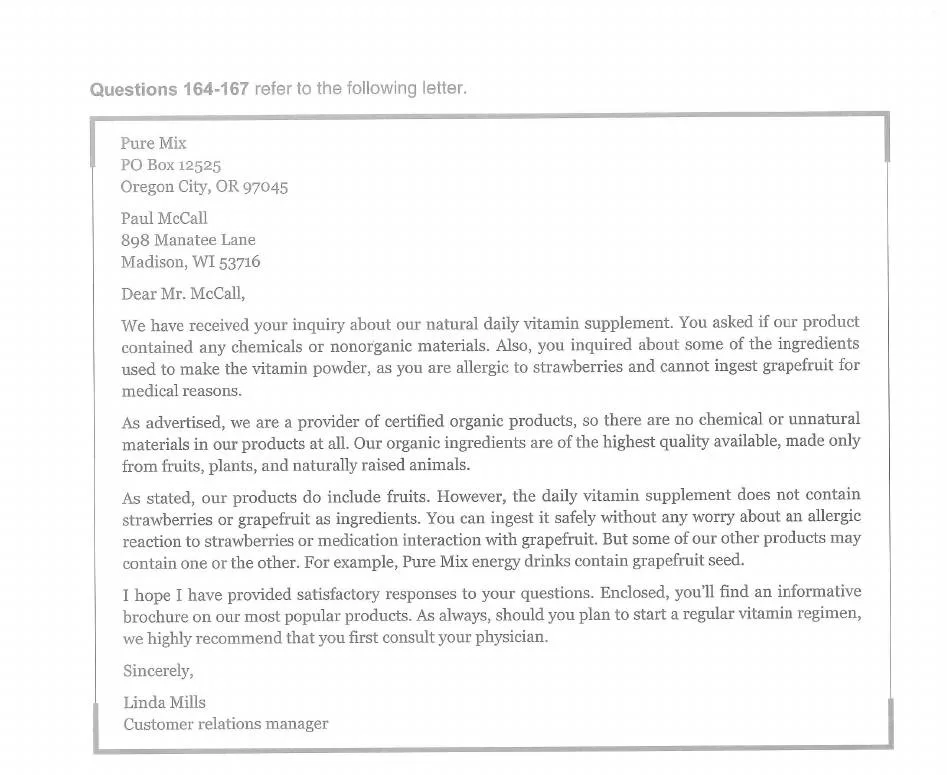 Questions 164-167 refer to the following letter.
Pure Mix
PO Box 12525
Oregon City, OR 97045
Paul McCall
898 Manatee Lane
Madison, WI 53716
Dear Mr. McCall,
We have received your inquiry about our natural daily vitamin supplement. You asked if our product
contained any chemicals or nonorganic materials. Also, you inquired about some of the ingredients
used to make the vitamin powder, as you are allergic to strawberries and cannot ingest grapefruit for
medical reasons.
As advertised, we are a provider of certified organic products, so there are no chemical or unnatural
materials in our products at all. Our organic ingredients are of the highest quality available, made only
from fruits, plants, and naturally raised animals.
As stated, our products do include fruits. However, the daily vitamin supplement does not contain
strawberries or grapefruit as ingredients. You can ingest it safely without any worry about an allergic
reaction to strawberries or medication interaction with grapefruit. But some of our other products may
contain one or the other. For example, Pure Mix energy drinks contain grapefruit seed.
I hope I have provided satisfactory responses to your questions. Enclosed, you'll find an informative
brochure on our most popular products. As always, should you plan to start a regular vitamin regimen,
we highly recommend that you first consult your physician.
Sincerely,
Linda Mills
Customer relations manager